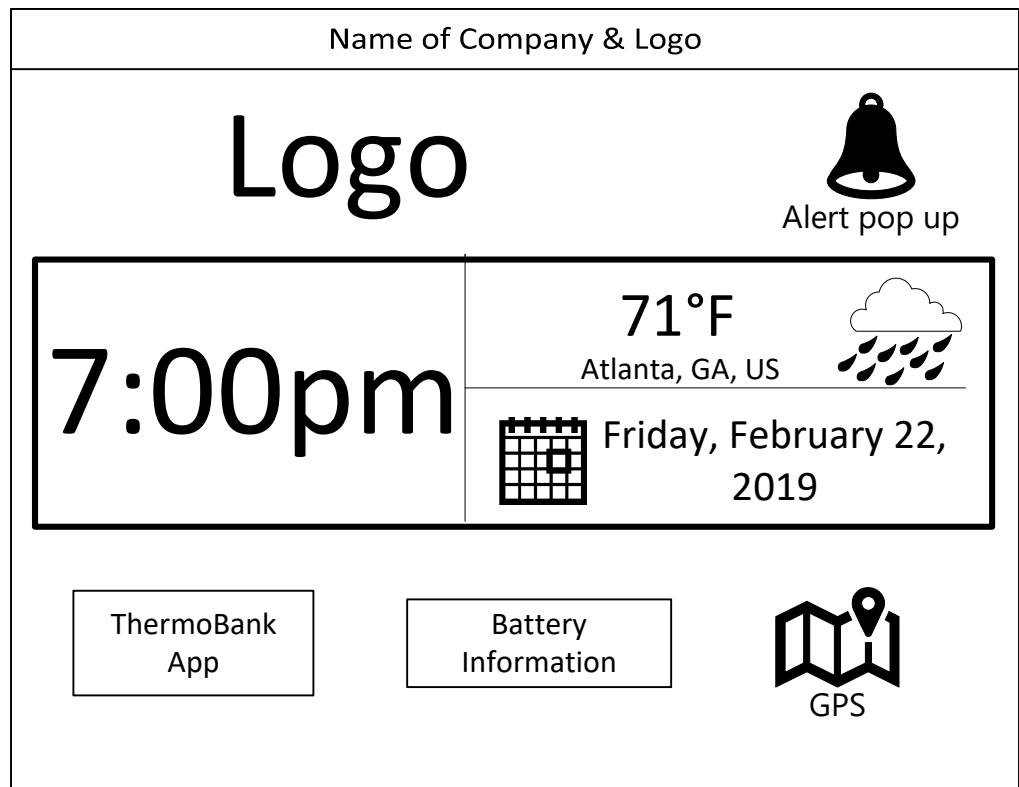 Name of Company & Logo
Logo
Alert pop up
7:00pm
71°F
Atlanta, GA, US
Friday, February 22,
2019
ThermoBank
App
Battery
Information
GPS